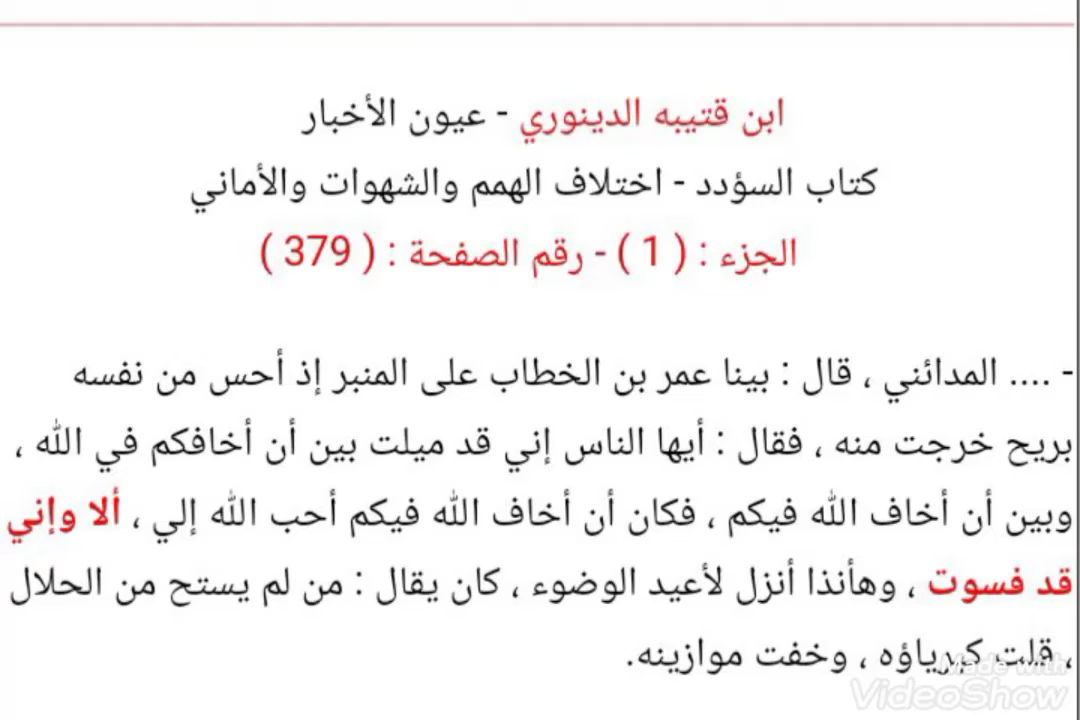 ابن قتيبه الدينوري - عيون الأخبار
كتاب السؤدد - اختلاف الهمم والشهوات والأماني
الجزء : ( 1 ) - رقم الصفحة : ( 379 )
- .... المدائني ، قال : بينا عمر بن الخطاب على المنبر إذ أحس من نفسه
بريح خرجت منه ، فقال : أيها الناس إني قد ميلت بين أن أخافكم في الله ،
وبين أن أخاف الله فيكم ، فكان أن أخاف الله فيكم أحب الله إلي ، ألا وإني
قد فسوت ، وهأنذا أنزل لأعيد الوضوء ، كان يقال : من لم يستح من الحلال
، قلت كبرياؤه ، وخفت موازينه.
Made with
VideoShow